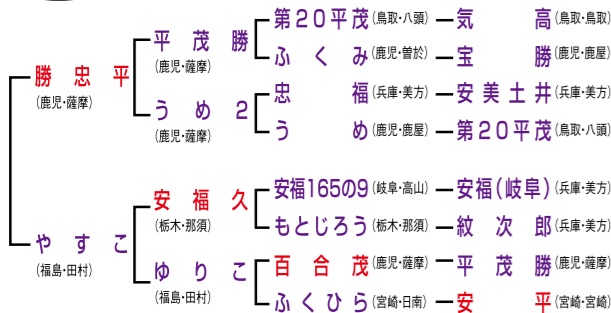 第20平茂(鳥取・八頭) 気高(鳥取・鳥取)
平茂勝
(鹿児・薩摩)
ふくみ(鹿児・曽於) 宝勝(鹿児・鹿屋)
勝忠平
(鹿児・薩摩)
忠福(兵庫・美方) 安美土井(兵庫・美方)
うめ2
(鹿児・薩摩)
うめ(鹿児・鹿屋) 第20平茂(鳥取・八頭)
安福165の9(岐阜・高山) 安福(岐阜)(兵庫・美方)
安福久
(栃木・那須)
もとじろう(栃木・那須) 紋次郎(兵庫・美方)
やすこ
(福島・田村)
百合茂(鹿児・薩摩) 平茂勝(鹿児・薩摩)
ゆりこ
(福島・田村)
ふくひら(宮崎・日南) 安平(宮崎・宮崎)